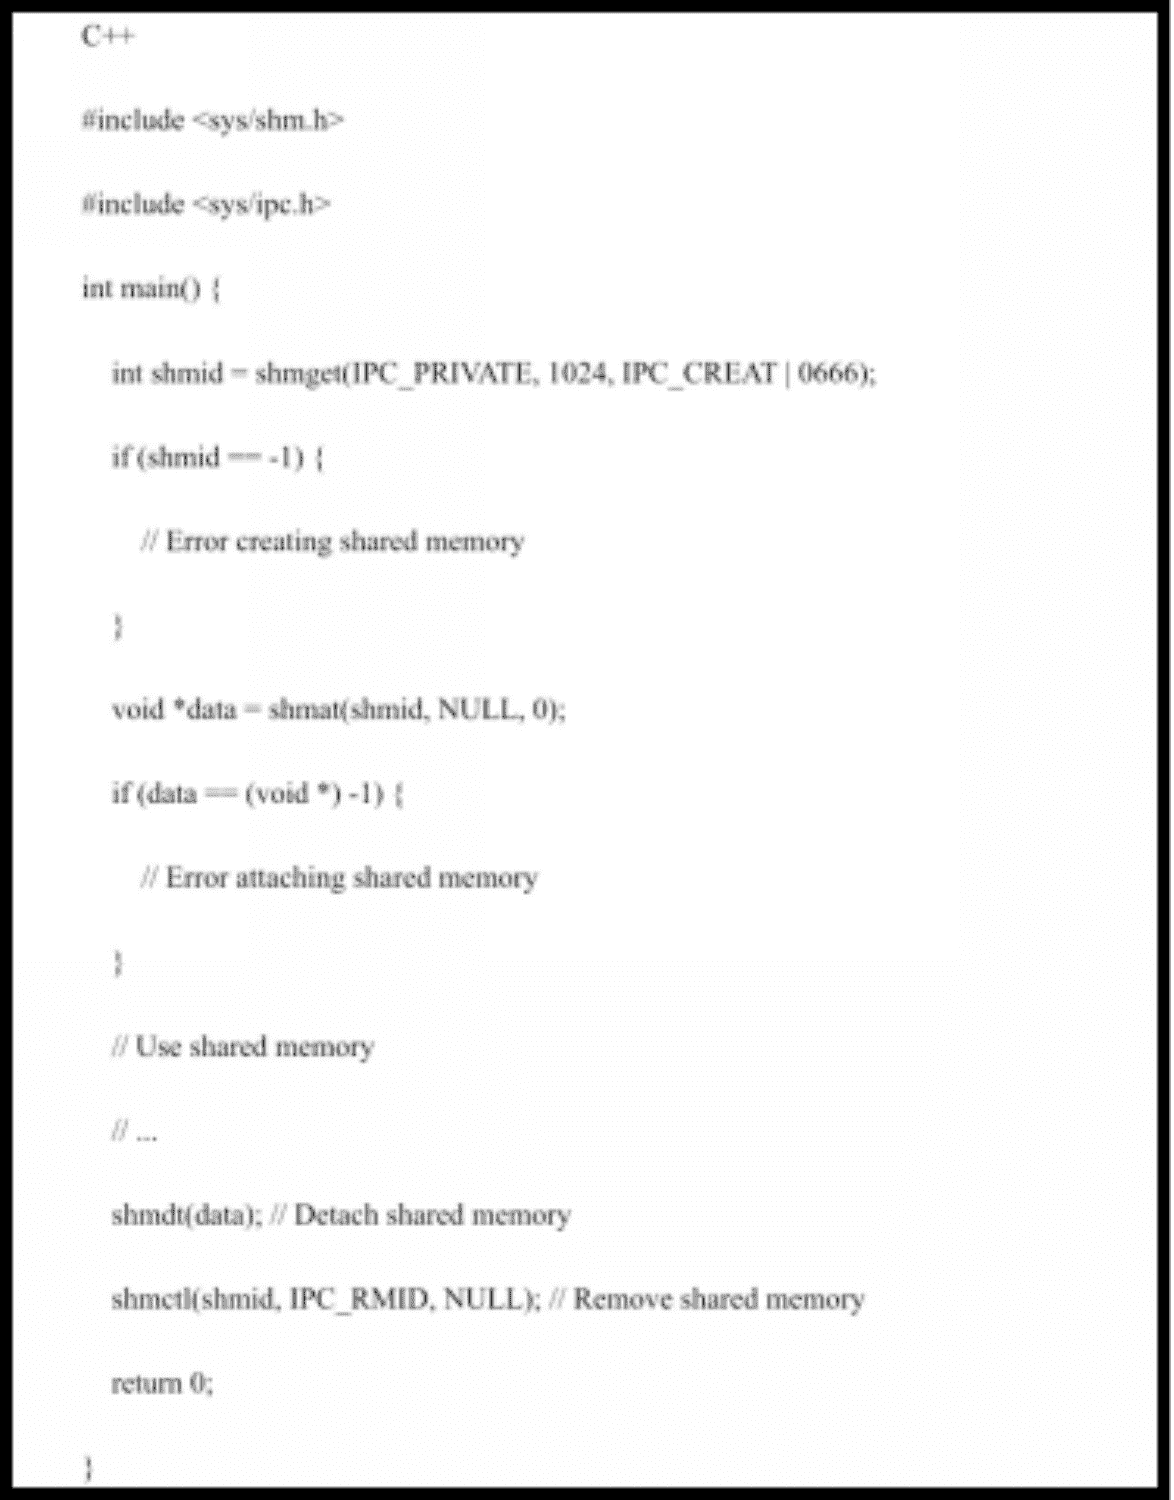 C++
#include <sys/shm.h>
#include <sys/ipc.h>
int main() {
int shmid = shmget(IPC_PRIVATE, 1024, IPC_CREAT | 0666);
if (shmid == -1) {
// Error creating shared memory
}
void *data = shmat(shmid, NULL, 0);
if (data == (void *) -1) {
// Error attaching shared memory
}
// Use shared memory
// ...
shmdt(data); // Detach shared memory
shmctl(shmid, IPC_RMID, NULL); // Remove shared memory
return 0;
}